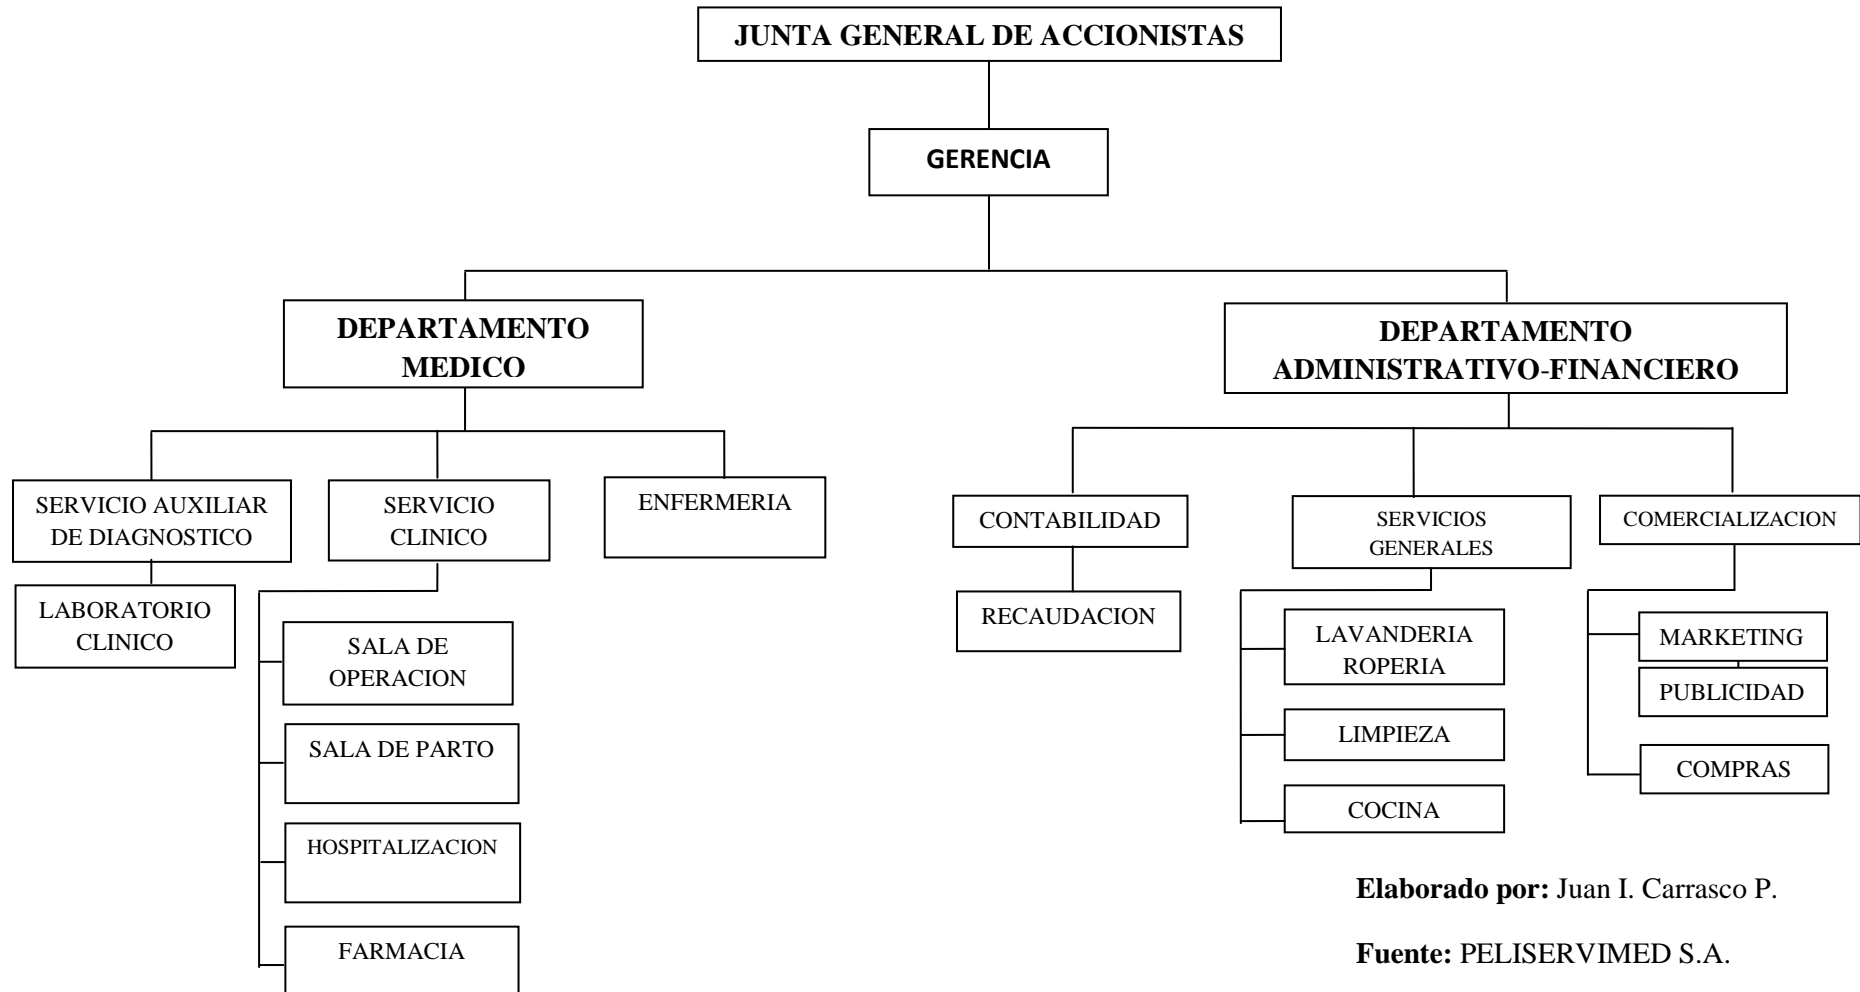 JUNTA GENERAL DE ACCIONISTAS
GERENCIA
DEPARTAMENTO
MEDICO
DEPARTAMENTO
ADMINISTRATIVO-FINANCIERO
SERVICIO AUXILIAR
DE DIAGNOSTICO
SERVICIO
CLINICO
ENFERMERIA
LABORATORIO
CLINICO
SALA DE
OPERACION
SALA DE PARTO
HOSPITALIZACION
FARMACIA
CONTABILIDAD
RECAUDACION
SERVICIOS
GENERALES
LAVANDERIA
ROPERIA
LIMPIEZA
COCINA
COMERCIALIZACION
MARKETING
PUBLICIDAD
COMPRAS
Elaborado por: Juan I. Carrasco P.
Fuente: PELISERVIMED S.A.